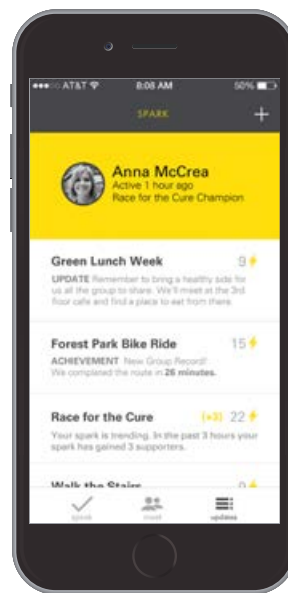 AT&T 8:08 AM 50%
SPARK
Anna McCrea
Active 1 hour ago
Race for the Cure Champion
Green Lunch Week 9
UPDATE Remember to bring a healthy side for
us all the group to share. We'll meet at the 3rd
floor cafe and find a place to eat from there.
Forest Park Bike Ride 15
ACHIEVEMENT New Group Record!
We completed the route in 26 minutes.
Race for the Cure (+3) 22
Your spark is trending. In the past 3 hours your
spark has gained 3 supporters.
Walk the Stairs 0
meet updates